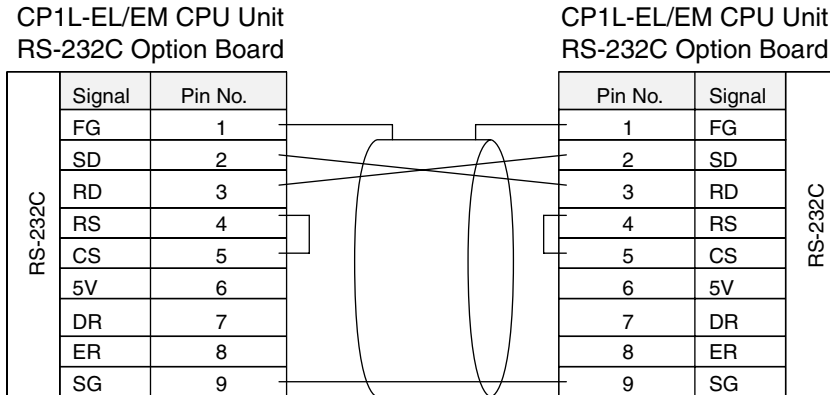 CP1L-EL/EM CPU Unit
RS-232C Option Board
CP1L-EL/EM CPU Unit
RS-232C Option Board
RS-232C
Signal Pin No.
FG 1
SD 2
RD 3
RS 4
CS 5
5V 6
DR 7
ER 8
SG 9
Pin No. Signal
1 FG
2 SD
3 RD
4 RS
5 CS
6 5V
7 DR
8 ER
9 SG
RS-232C